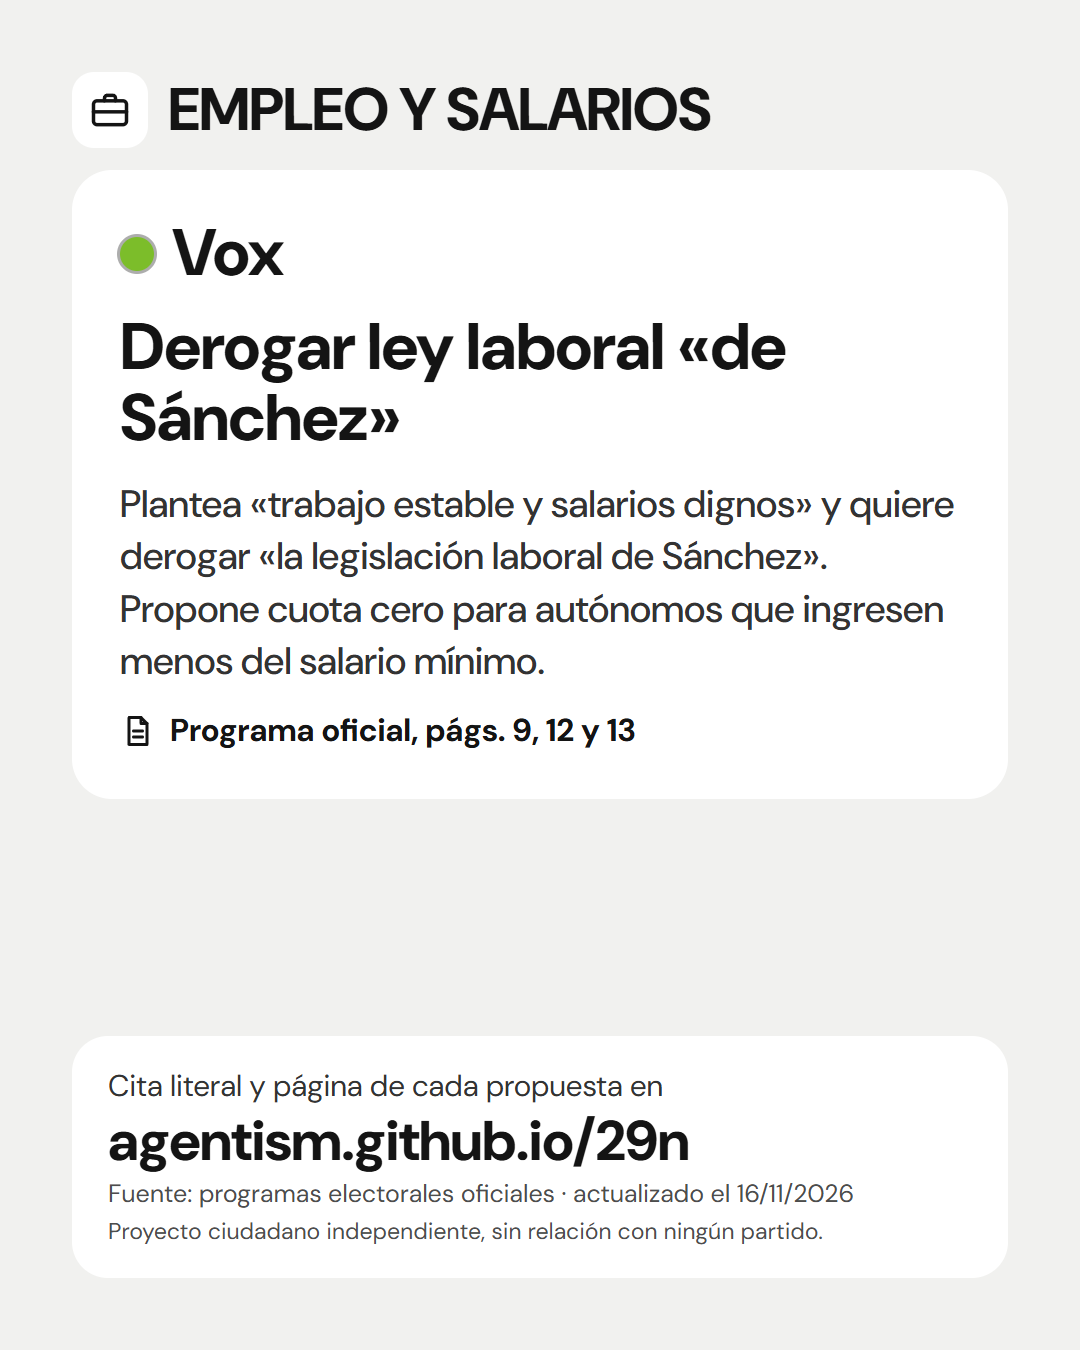 EMPLEO Y SALARIOS
Vox
Derogar ley laboral «de
Sánchez»
Plantea «trabajo estable y salarios dignos» y quiere
derogar «la legislación laboral de Sánchez».
Propone cuota cero para autónomos que ingresen
menos del salario mínimo.
Programa oficial, págs. 9, 12 y 13
Cita literal y página de cada propuesta en
agentism.github.io/29n
Fuente: programas electorales oficiales · actualizado el 16/11/2026
Proyecto ciudadano independiente, sin relación con ningún partido.